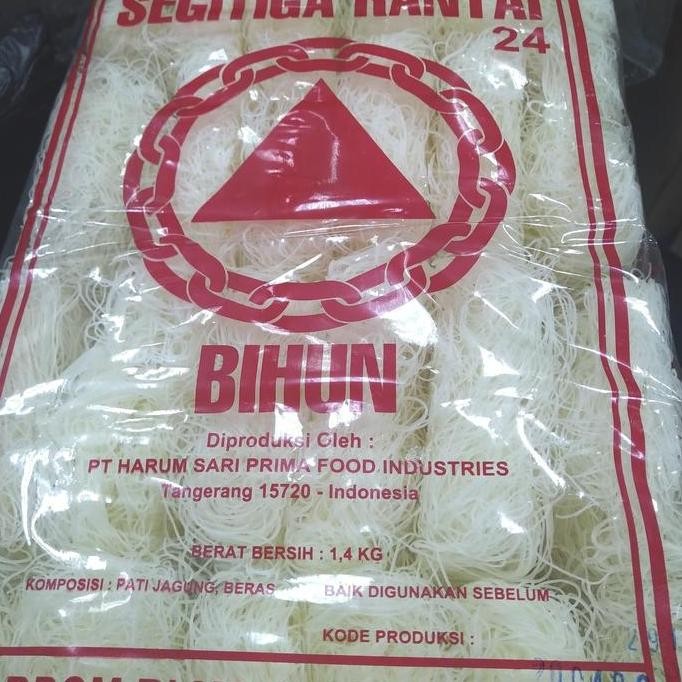 SEGITIGA RANTAI
24
BIHUN
Diproduksi Oleh :
PT HARUM SARI PRIMA FOOD INDUSTRIES
Tangerang 15720 - Indonesia
BERAT BERSIH : 1,4 KG
KOMPOSISI : PATI JAGUNG, BERAS
BAIK DIGUNAKAN SEBELUM
KODE PRODUKSI :